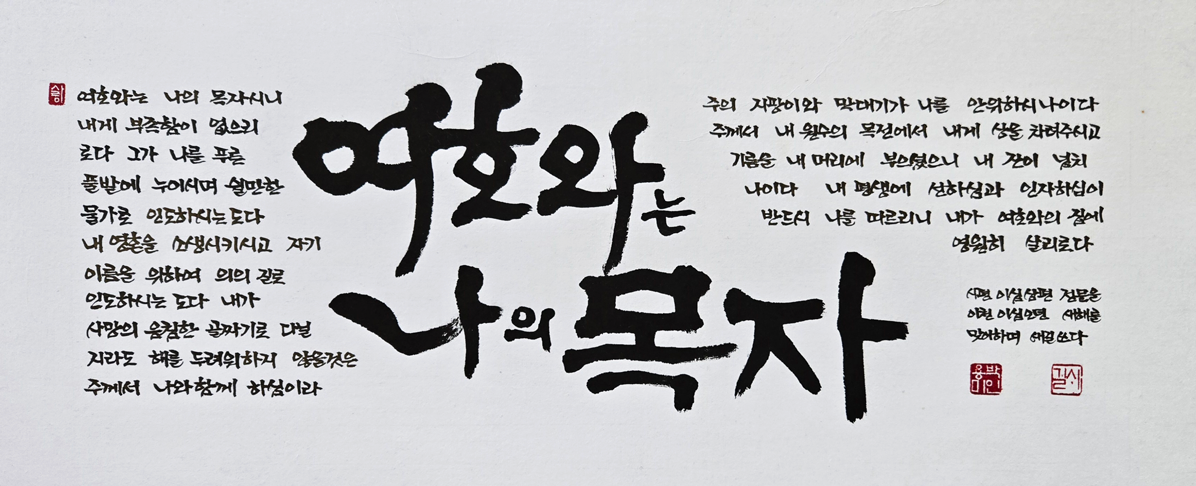 여호와는 나의 목자시니
내게 부족함이 없으리
로다 그가 나를 푸른
풀밭에 누이시며 쉴만한
물가로 인도하시는도다
내 영혼을 소생시키시고 자기
이름을 위하여 의의 길로
인도하시는도다 내가
사망의 음침한 골짜기로 다닐
지라도 해를 두려워하지 않을것은
주께서 나와함께 하심이라
여호와는
나의 목자
주의 지팡이와 막대기가 나를 안위하시나이다
주께서 내 원수의 목전에서 내게 상을 차려주시고
기름을 내 머리에 부으셨으니 내 잔이 넘치
나이다 내 평생에 선하심과 인자하심이
반드시 나를 따르리니 내가 여호와의 집에
영원히 살리로다
시편 이십삼편 전문을
이천 이십오년 새해를
맞이하며 쓰다